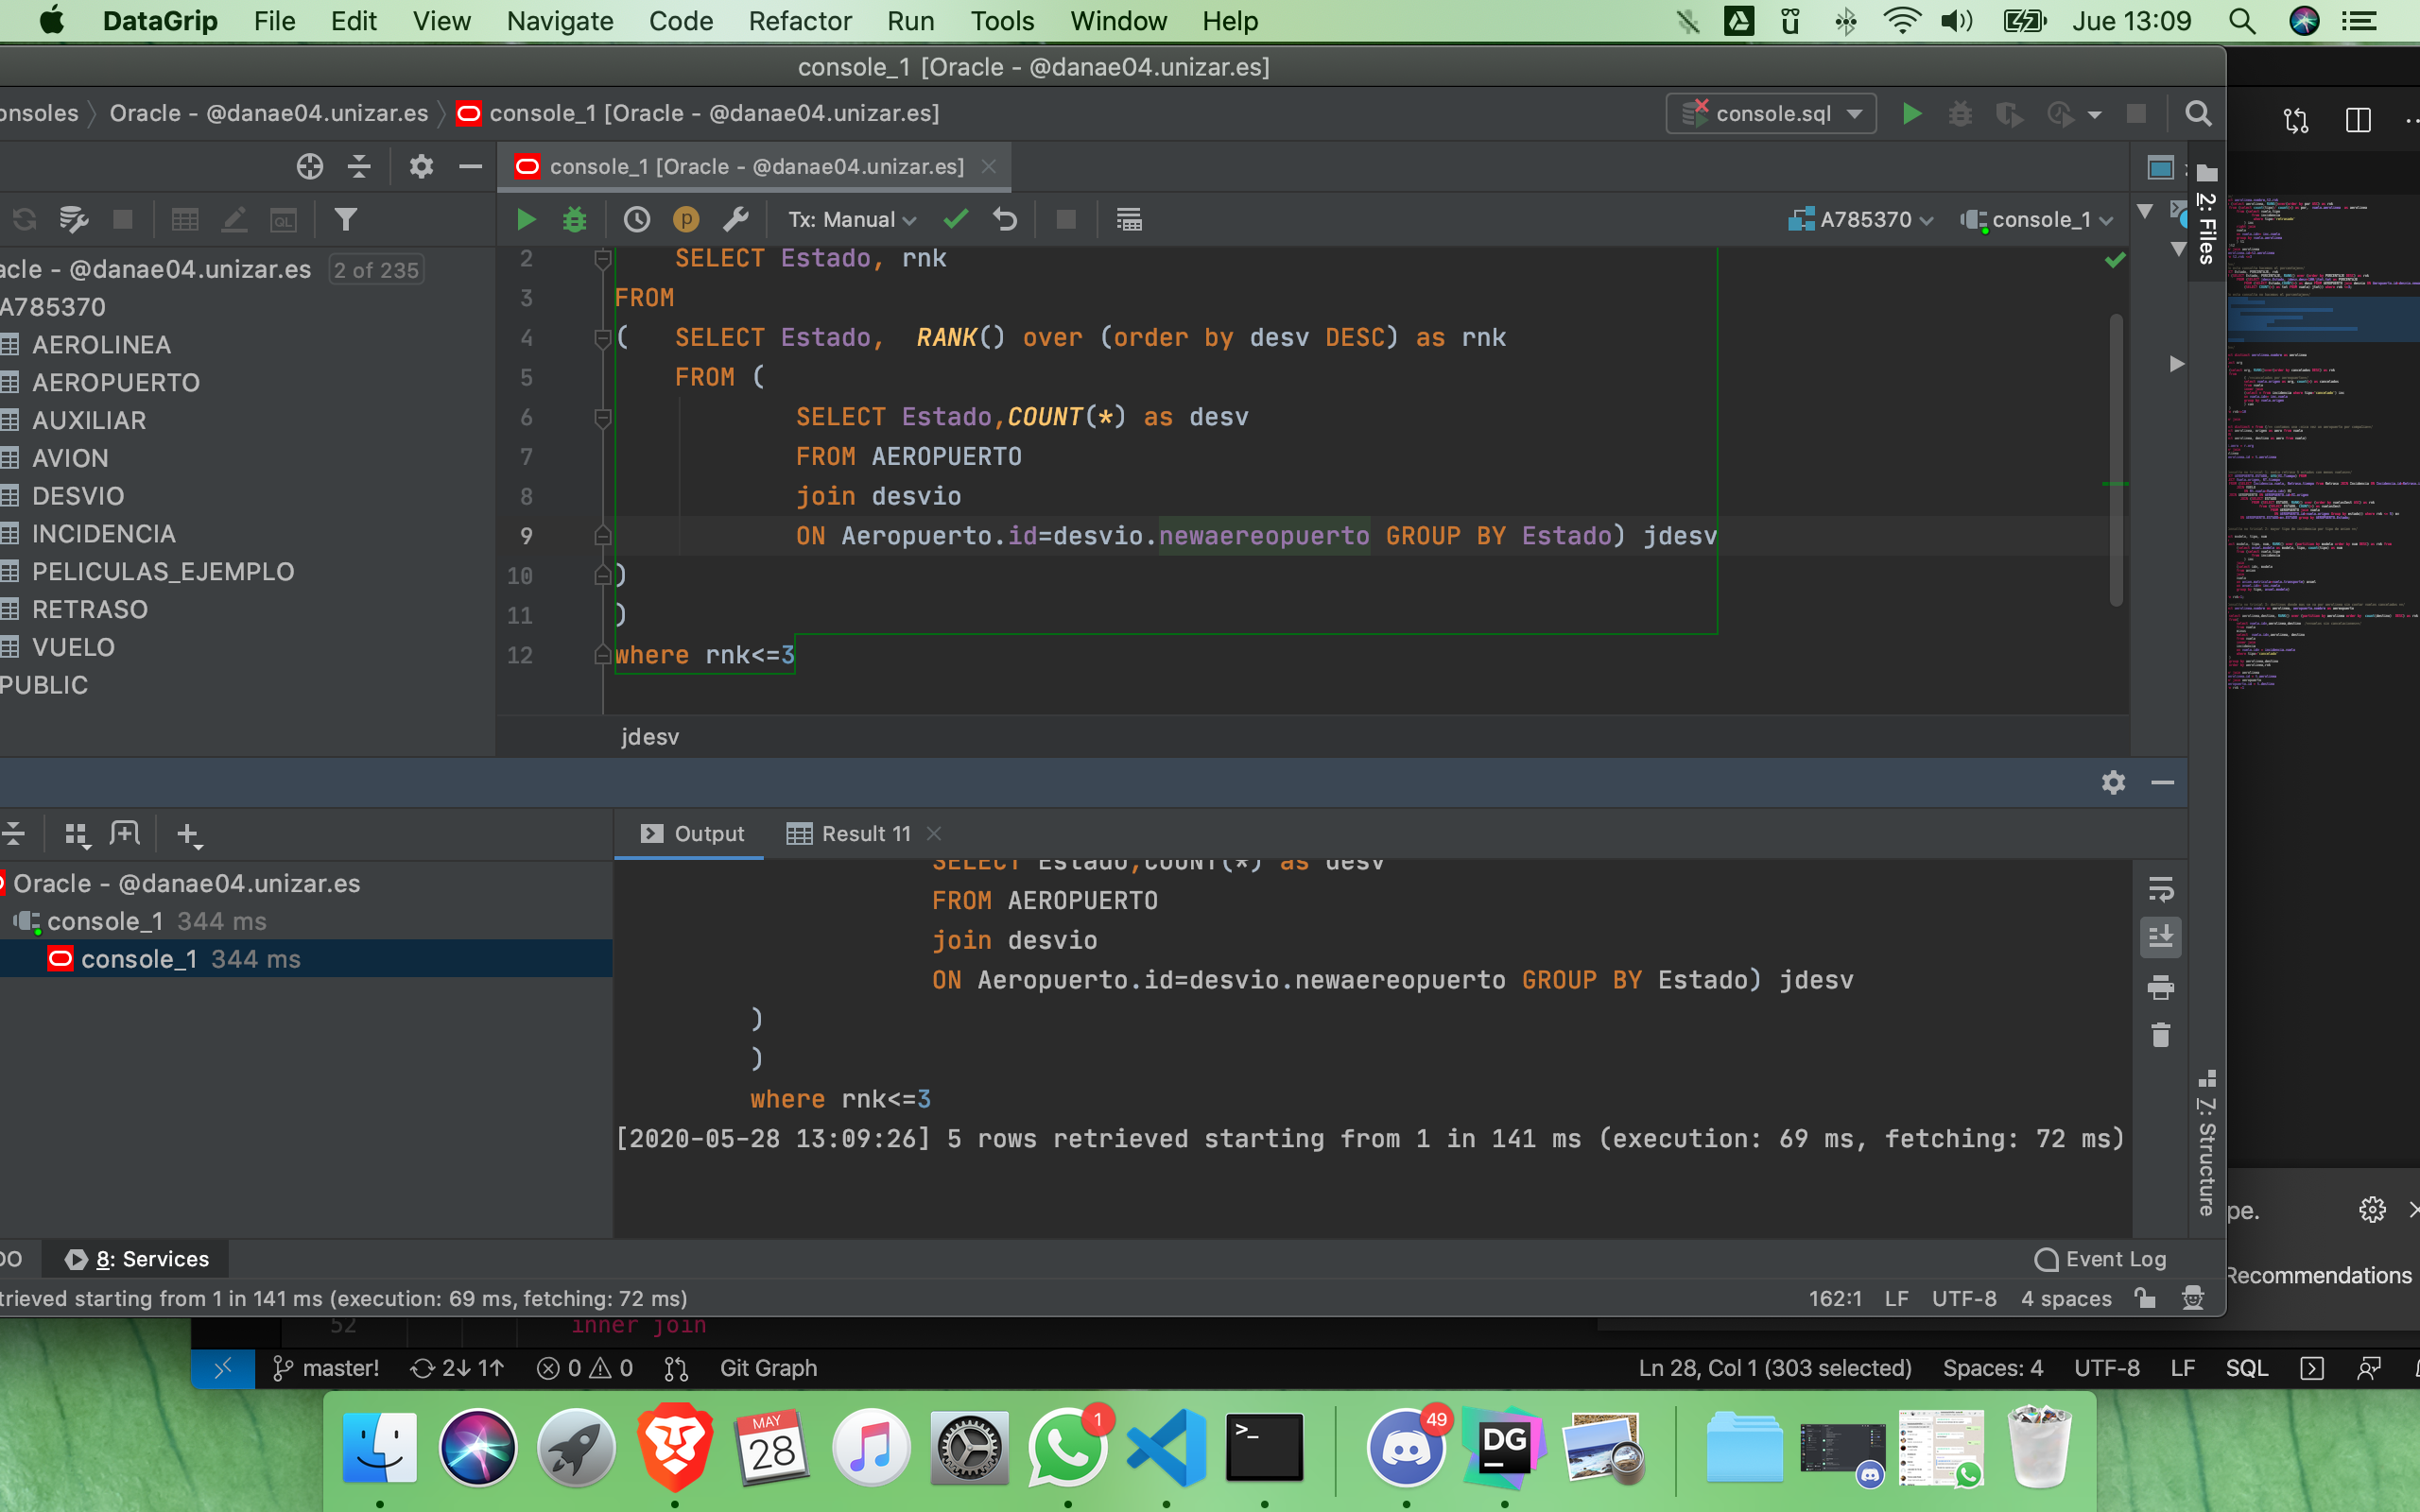 DataGrip File Edit View Navigate Code Refactor Run Tools Window Help Jue 13:09
console_1 [Oracle - @danae04.unizar.es]
onsoles Oracle - @danae04.unizar.es console_1 [Oracle - @danae04.unizar.es] console.sql
console_1 [Oracle - @danae04.unizar.es]
Tx: Manual A785370 console_1
2: Files
acle - @danae04.unizar.es 2 of 235
A785370
AEROLINEA
AEROPUERTO
AUXILIAR
AVION
DESVIO
INCIDENCIA
PELICULAS_EJEMPLO
RETRASO
VUELO
PUBLIC
2 SELECT Estado, rnk
3 FROM
4 ( SELECT Estado, RANK() over (order by desv DESC) as rnk
5 FROM (
6 SELECT Estado,COUNT(*) as desv
7 FROM AEROPUERTO
8 join desvio
9 ON Aeropuerto.id=desvio.newaereopuerto GROUP BY Estado) jdesv
10 )
11 )
12 where rnk<=3
jdesv
Output Result 11
Oracle - @danae04.unizar.es
console_1 344 ms
console_1 344 ms
SELECT Estado,COUNT(*) as desv
FROM AEROPUERTO
join desvio
ON Aeropuerto.id=desvio.newaereopuerto GROUP BY Estado) jdesv
)
)
where rnk<=3
[2020-05-28 13:09:26] 5 rows retrieved starting from 1 in 141 ms (execution: 69 ms, fetching: 72 ms)
7: Structure
pe.
Recommendations
DO 8: Services Event Log
trieved starting from 1 in 141 ms (execution: 69 ms, fetching: 72 ms) 162:1 LF UTF-8 4 spaces
52 inner join
master! 2↓ 1↑ 0 0 Git Graph Ln 28, Col 1 (303 selected) Spaces: 4 UTF-8 LF SQL
MAY
28
1
>_
49
DG